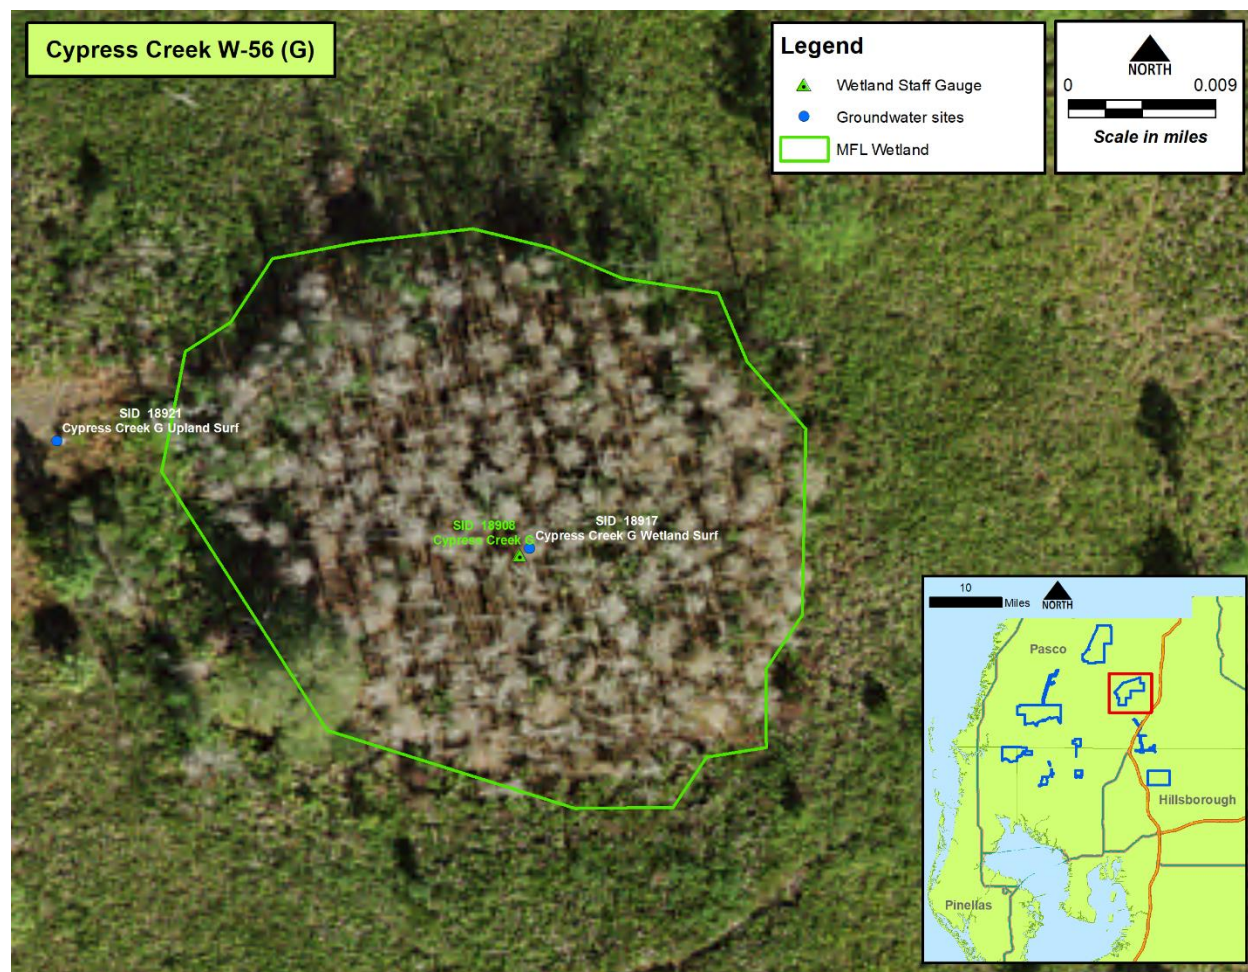 Cypress Creek W-56 (G)
Legend
Wetland Staff Gauge
Groundwater sites
MFL Wetland
NORTH
0 0.009
Scale in miles
SID 18921
Cypress Creek G Upland Surf
SID 18908
Cypress Creek G
SID 18917
Cypress Creek G Wetland Surf
10
Miles
NORTH
Pasco
Hillsborough
Pinellas